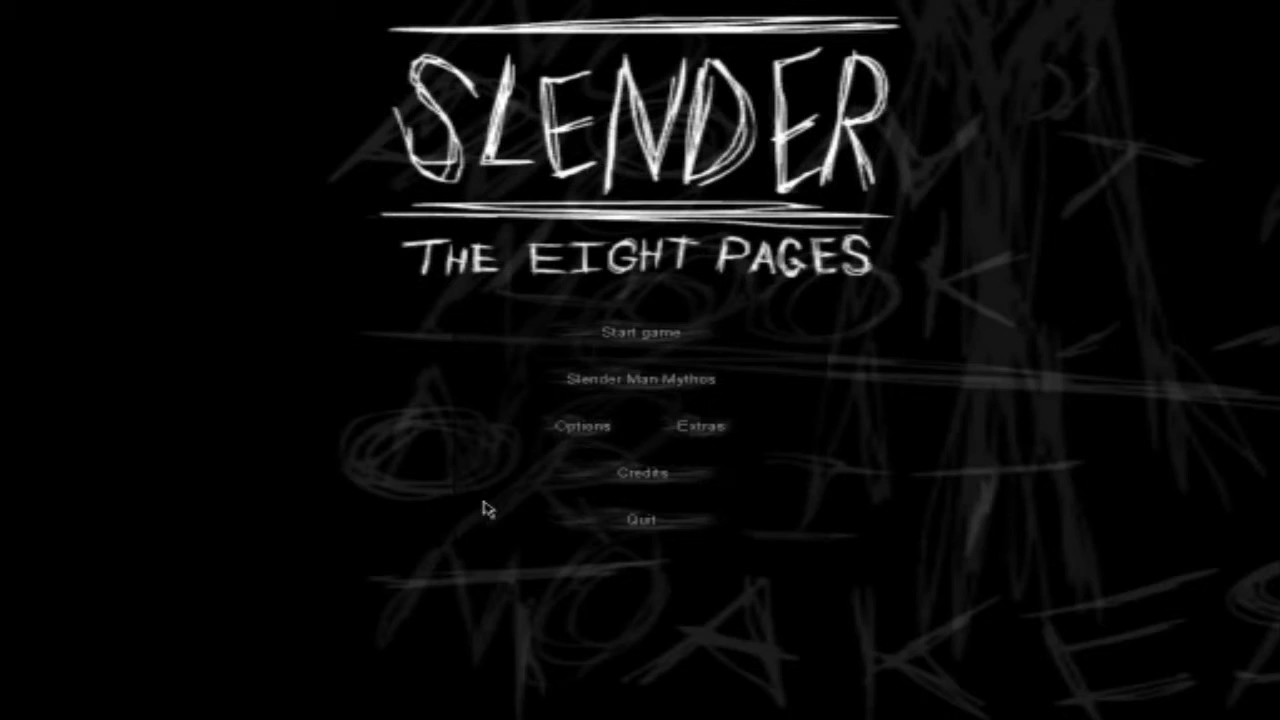 SLENDER
THE EIGHT PAGES
Start game
Slender Man Mythos
Options Extras
Credits
Quit